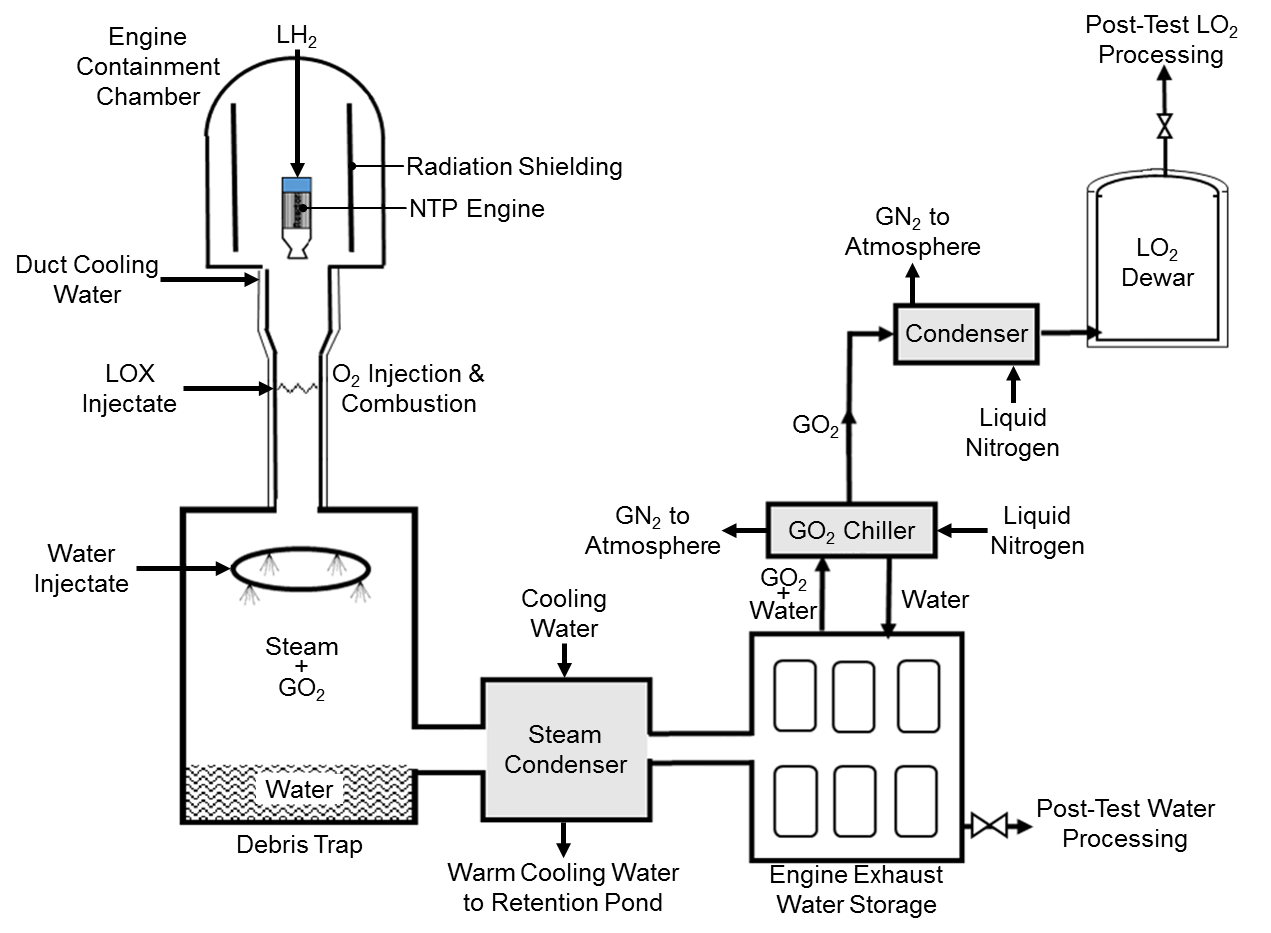 Engine
Containment
Chamber
LH₂
Radiation Shielding
NTP Engine
Reactor
Duct Cooling
Water
LOX
Injectate
O₂ Injection &
Combustion
Water
Injectate
Steam
+
GO₂
Water
Debris Trap
Cooling
Water
Steam
Condenser
Warm Cooling Water
to Retention Pond
Post-Test LO₂
Processing
LO₂
Dewar
GN₂ to
Atmosphere
Condenser
Liquid
Nitrogen
GO₂
GN₂ to
Atmosphere
GO₂ Chiller
Liquid
Nitrogen
GO₂
+
Water
Water
Post-Test Water
Processing
Engine Exhaust
Water Storage